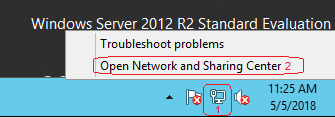 Windows Server 2012 R2 Standard Evaluation
Troubleshoot problems
Open Network and Sharing Center 2
11:25 AM
1
5/5/2018